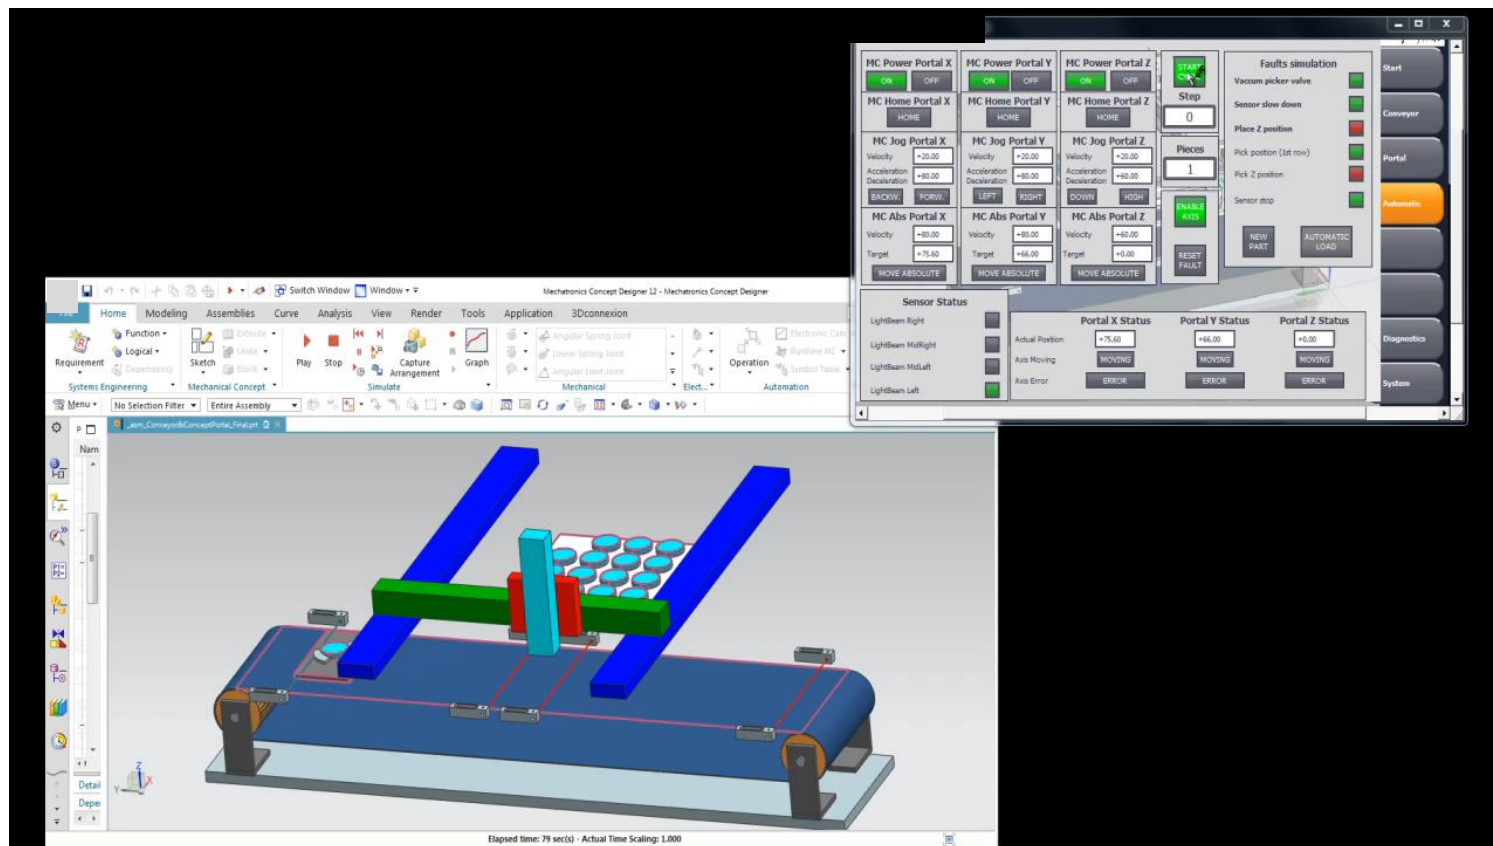 MC Power Portal X MC Power Portal Y MC Power Portal Z
ON OFF ON OFF ON OFF
MC Home Portal X MC Home Portal Y MC Home Portal Z
HOME HOME HOME
MC Jog Portal X MC Jog Portal Y MC Jog Portal Z
Velocity +20.00 Velocity +20.00 Velocity +20.00
Acceleration Deceleration +80.00 Acceleration Deceleration +80.00 Acceleration Deceleration +60.00
BACKW. FORW. LEFT RIGHT DOWN HIGH
MC Abs Portal X MC Abs Portal Y MC Abs Portal Z
Velocity +80.00 Velocity +80.00 Velocity +60.00
Target +75.60 Target +66.00 Target +0.00
MOVE ABSOLUTE MOVE ABSOLUTE MOVE ABSOLUTE
START
Step
0
Pieces
1
ENABLE AXIS
RESET FAULT
Faults simulation
Vaccum picker valve
Sensor slow down
Place Z position
Pick position (1st row)
Pick Z position
Sensor stop
NEW PART AUTOMATIC LOAD
Start
Conveyor
Portal
Automatic
Diagnostics
System
Sensor Status
LightBeam Right
LightBeam MidRight
LightBeam MidLeft
LightBeam Left
Portal X Status Portal Y Status Portal Z Status
Actual Position +75.60 +66.00 +0.00
Axis Moving MOVING MOVING MOVING
Axis Error ERROR ERROR ERROR
Switch Window Window Mechatronics Concept Designer 12 - Mechatronics Concept Designer
Home Modeling Assemblies Curve Analysis View Render Tools Application 3Dconnexion
Requirement Function Logical Dependency
Sketch Extrude Unite Block
Play Stop Capture Arrangement Graph
Angular Spring Joint
Linear Spring Joint
Angular Limit Joint
Operation Electronic Cam
Runtime NC
Symbol Table
Systems Engineering Mechanical Concept Simulate Mechanical Elect... Automation
Menu No Selection Filter Entire Assembly
_asm_ConveyorBConceptPortal_Final.prt
P
Nam
Detail
Depe
Z
X
Y
Elapsed time: 79 sec(s) - Actual Time Scaling: 1.000